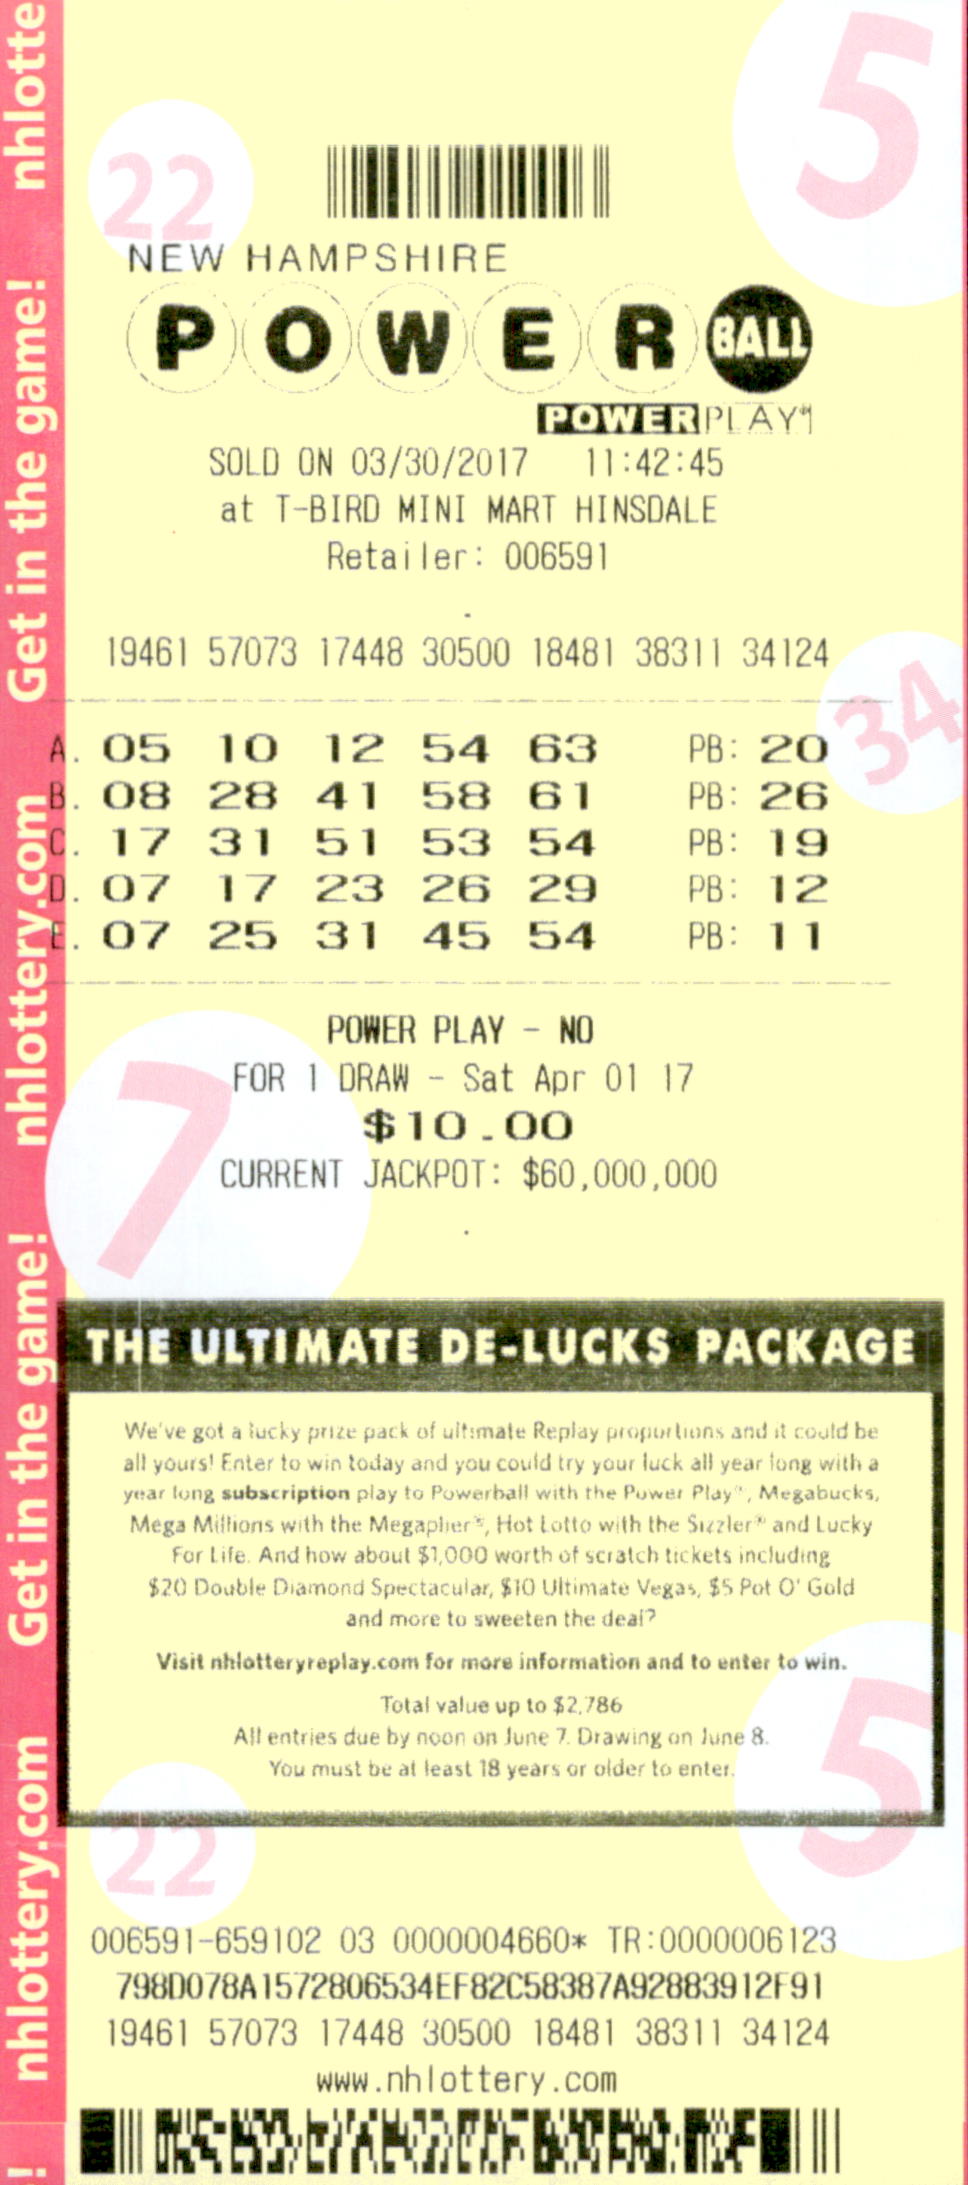 22
5
NEW HAMPSHIRE
POWER BALL
POWERPLAY®
SOLD ON 03/30/2017 11:42:45
at T-BIRD MINI MART HINSDALE
Retailer: 006591
19461 57073 17448 30500 18481 38311 34124
34
A. 05 10 12 54 63 PB: 20
B. 08 28 41 58 61 PB: 26
C. 17 31 51 53 54 PB: 19
D. 07 17 23 26 29 PB: 12
E. 07 25 31 45 54 PB: 11
POWER PLAY - NO
FOR 1 DRAW - Sat Apr 01 17
$10.00
CURRENT JACKPOT: $60,000,000
7
THE ULTIMATE DE-LUCKS PACKAGE
We've got a lucky prize pack of ultimate Replay proportions and it could be
all yours! Enter to win today and you could try your luck all year long with a
year long subscription play to Powerball with the Power Play®, Megabucks,
Mega Millions with the Megaplier®, Hot Lotto with the Sizzler® and Lucky
For Life. And how about $1,000 worth of scratch tickets including
$20 Double Diamond Spectacular, $10 Ultimate Vegas, $5 Pot O' Gold
and more to sweeten the deal?
Visit nhlotteryreplay.com for more information and to enter to win.
Total value up to $2,786
All entries due by noon on June 7. Drawing on June 8.
You must be at least 18 years or older to enter.
5
22
006591-659102 03 0000004660* TR:0000006123
798D078A1572806534EF82C58387A92883912F91
19461 57073 17448 30500 18481 38311 34124
www.nhlottery.com
! nhlottery.com Get in the game! nhlottery.com Get in the game! nhlotte